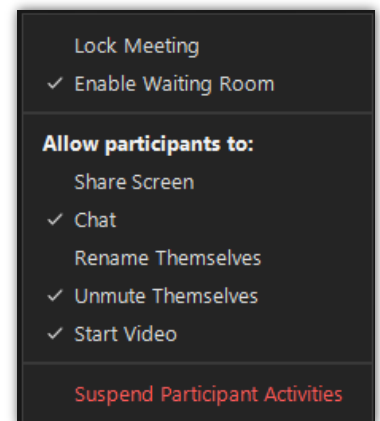 Lock Meeting
✓ Enable Waiting Room
Allow participants to:
Share Screen
✓ Chat
Rename Themselves
✓ Unmute Themselves
✓ Start Video
Suspend Participant Activities